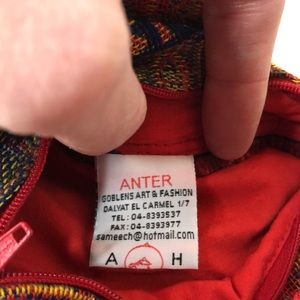 ANTER
GOBLENS ART & FASHION
DALYAT EL CARMEL 1/7
TEL: 04-8393537
FAX: 04-8393977
sameech@hotmail.com
A H